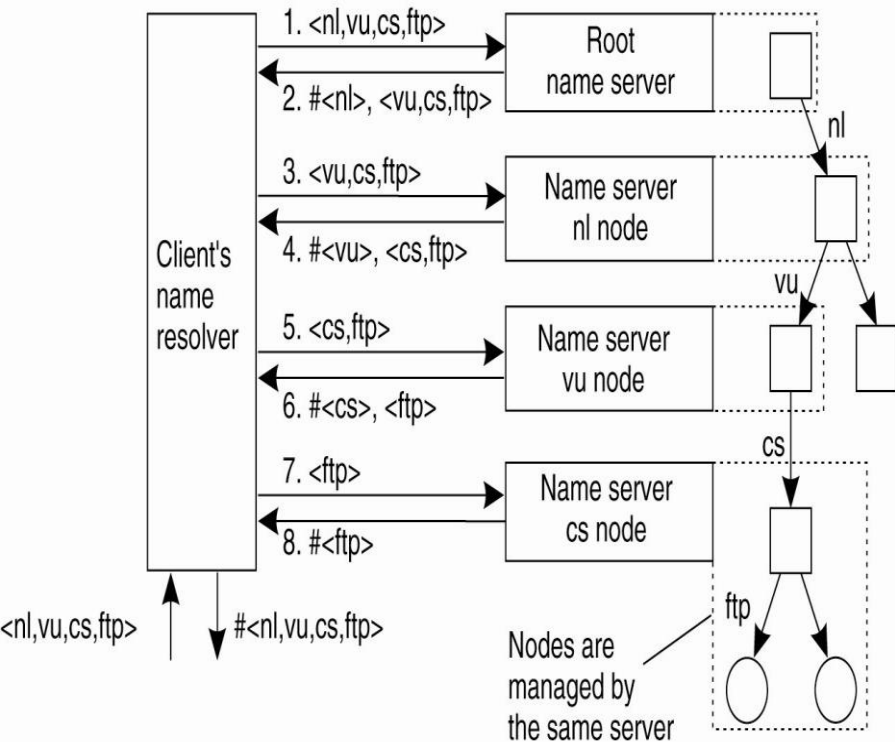 1. <nl,vu,cs,ftp>
Root
name server
2. #<nl>, <vu,cs,ftp>
nl
3. <vu,cs,ftp>
Name server
nl node
4. #<vu>, <cs,ftp>
Client's
name
resolver
vu
5. <cs,ftp>
Name server
vu node
6. #<cs>, <ftp>
cs
7. <ftp>
Name server
cs node
8. #<ftp>
<nl,vu,cs,ftp>
#<nl,vu,cs,ftp>
ftp
Nodes are
managed by
the same server